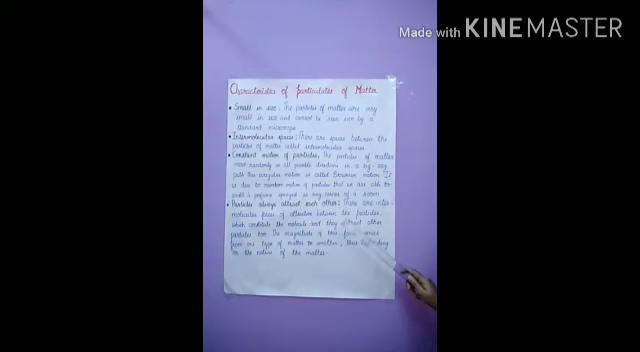 Made with KINEMASTER
Characteristics of Particulates of Matter
• Small in size: The particles of matter are very
small in size and cannot be seen by a
standard microscope
• Intermolecular spaces: There are spaces between the
particles of matter called intermolecular spaces
• Constant motion of particles, The particles of matter
move randomly in all possible directions in a zig-zag
path this irregular motion is called Brownian motion. It
is due to random motion of particles that we are able to
smell a perfume sprayed in any corner of a room
• Particles always attract each other: There are inter-
molecular force of attraction between the particles,
which constitute the molecule and they attract other
particles too. The magnitude of this force varies
from one type of matter to another, thus depending
on the nature of the matter.